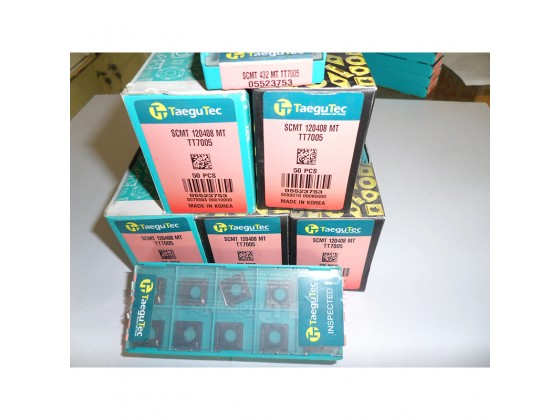 SCMT 432 MT TT7005
05523753
TaeguTec
SCMT 120408 MT
TT7005
50 PCS
05523753
MADE IN KOREA
TaeguTec
SCMT 120408 MT
TT7005
50 PCS
05523753
MADE IN KOREA
TaeguTec
SCMT 120408 MT
TT7005
TaeguTec
SCMT 120408 MT
TT7005
TaeguTec
SCMT 120408 MT
TT7005
TaeguTec
TaeguTec
INSPECTED